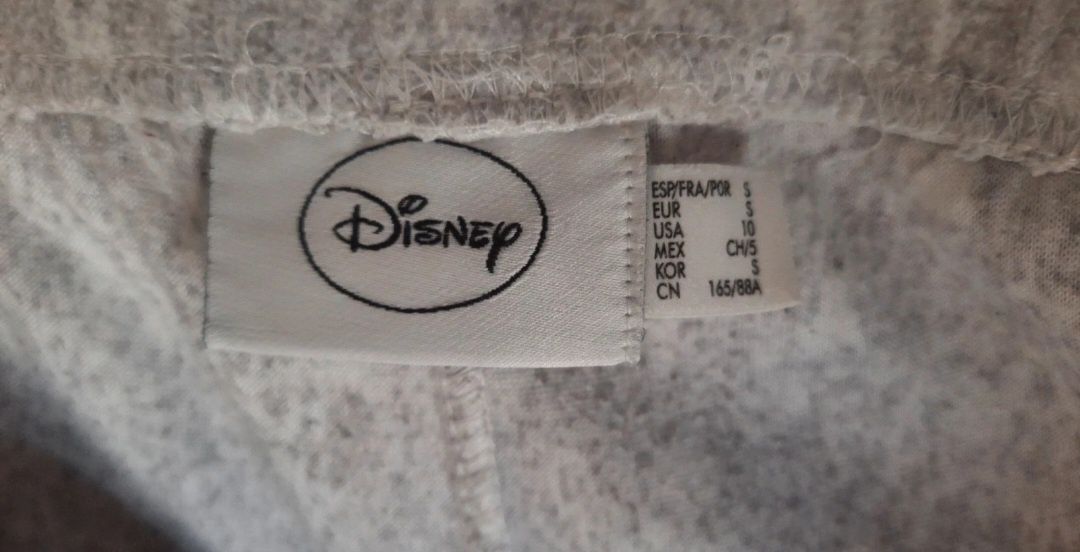 Disney
ESP/FRA/POR S
EUR S
USA 10
MEX CH/5
KOR S
CN 165/88A